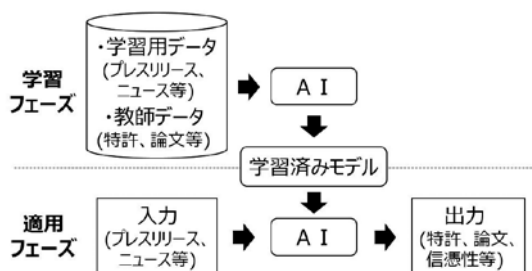 学習
フェーズ
・学習用データ
(プレスリリース、
ニュース等)
・教師データ
(特許、論文等)
ＡＩ
学習済みモデル
適用
フェーズ
入力
(プレスリリース、
ニュース等)
ＡＩ
出力
(特許、論文、
信憑性等)